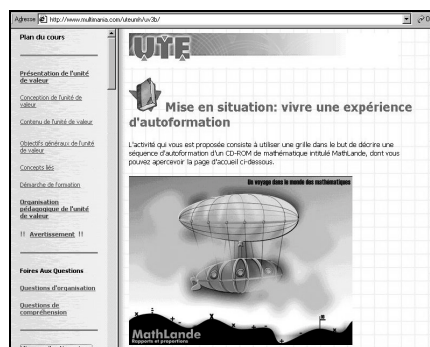 Adresse http://www.multimania.com/uteumh/uv3b/
Plan du cours
Présentation de l'unité
de valeur
Conception de l'unité de
valeur
Contenu de l'unité de valeur
Objectifs généraux de l'unité
de valeur
Concepts liés
Démarche de formation
Organisation
pédagogique de l'unité
de valeur
!! Avertissement !!
Foires Aux Questions
Questions d'organisation
Questions de
compréhension
UTE
Mise en situation: vivre une expérience
d'autoformation
L'activité qui vous est proposée consiste à utiliser une grille dans le but de décrire une
séquence d'autoformation d'un CD-ROM de mathématique intitulé MathLande, dont vous
pouvez apercevoir la page d'accueil ci-dessous.
Un voyage dans le monde des mathématiques
MathLande
Rapports et proportions